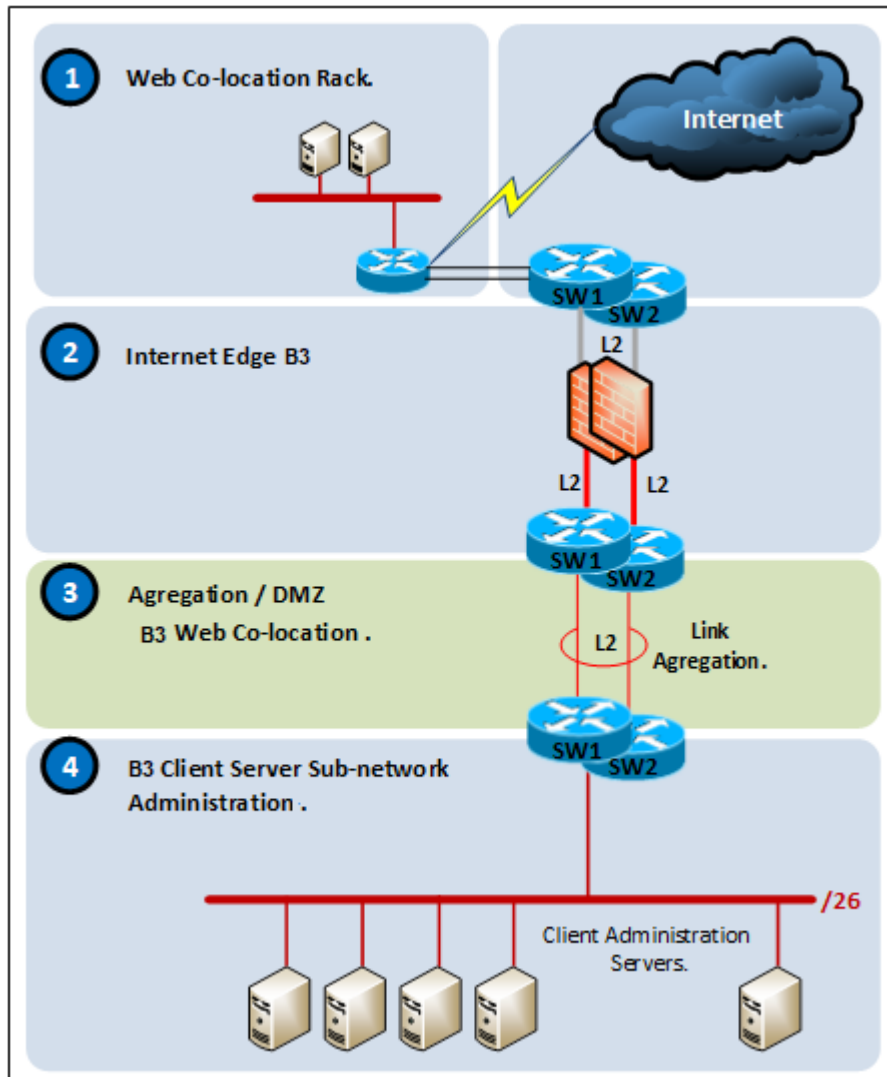 1
Web Co-location Rack.
Internet
SW1
SW2
2
Internet Edge B3
L2
L2
L2
SW1
SW2
3
Agregation / DMZ
B3 Web Co-location .
L2
Link
Agregation.
SW1
SW2
4
B3 Client Server Sub-network
Administration .
/26
Client Administration
Servers.